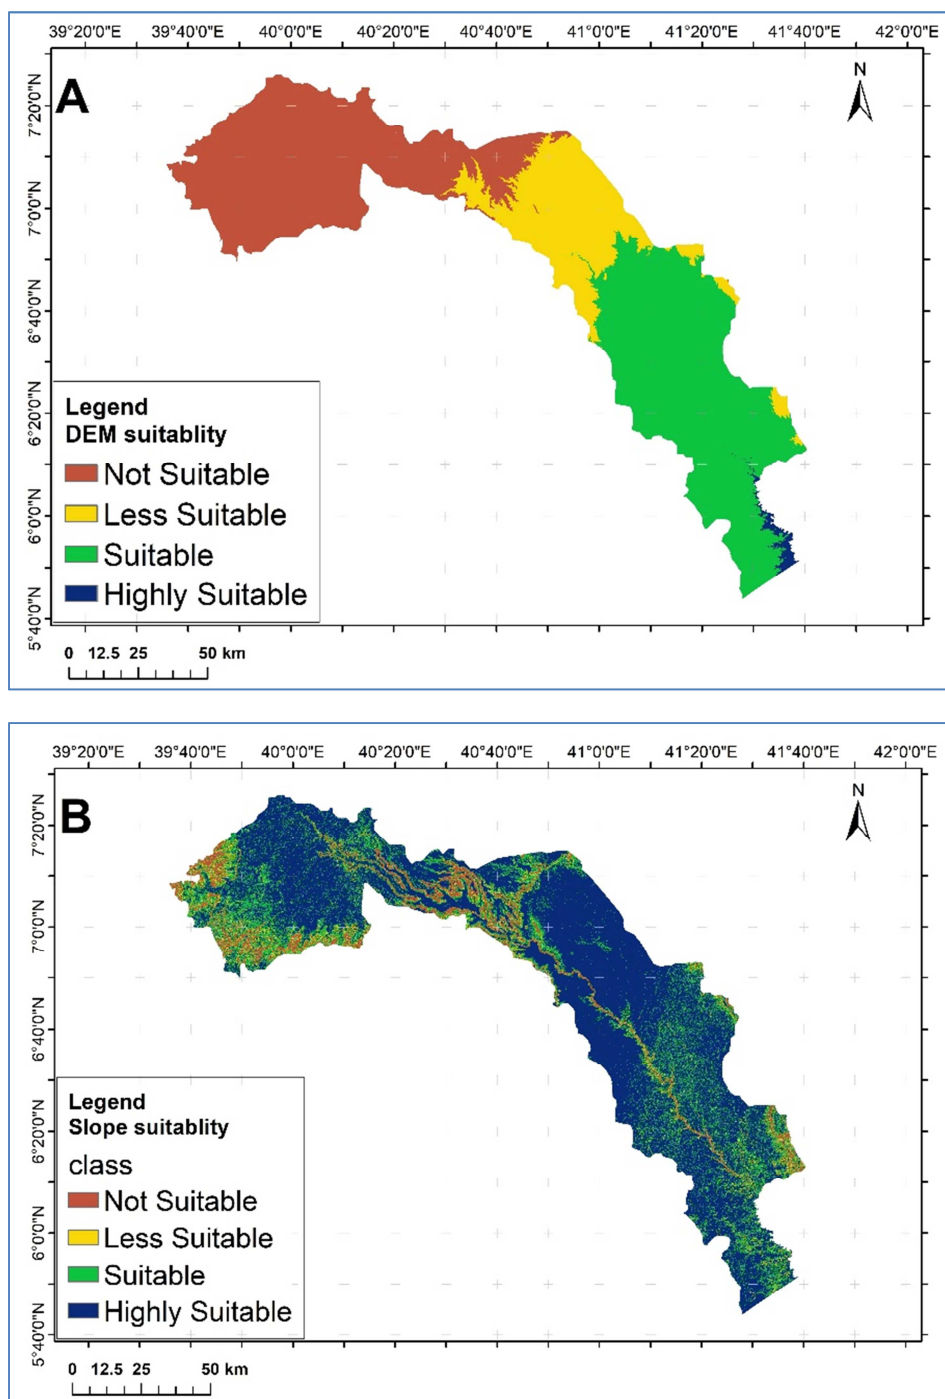 39°20'0"E 39°40'0"E 40°0'0"E 40°20'0"E 40°40'0"E 41°0'0"E 41°20'0"E 41°40'0"E 42°0'0"E
A
N
7°20'0"N
7°0'0"N
6°40'0"N
6°20'0"N
6°0'0"N
5°40'0"N
Legend
DEM suitablity
Not Suitable
Less Suitable
Suitable
Highly Suitable
0 12.5 25 50 km
39°20'0"E 39°40'0"E 40°0'0"E 40°20'0"E 40°40'0"E 41°0'0"E 41°20'0"E 41°40'0"E 42°0'0"E
B
N
7°20'0"N
7°0'0"N
6°40'0"N
6°20'0"N
6°0'0"N
5°40'0"N
Legend
Slope suitablity
class
Not Suitable
Less Suitable
Suitable
Highly Suitable
0 12.5 25 50 km